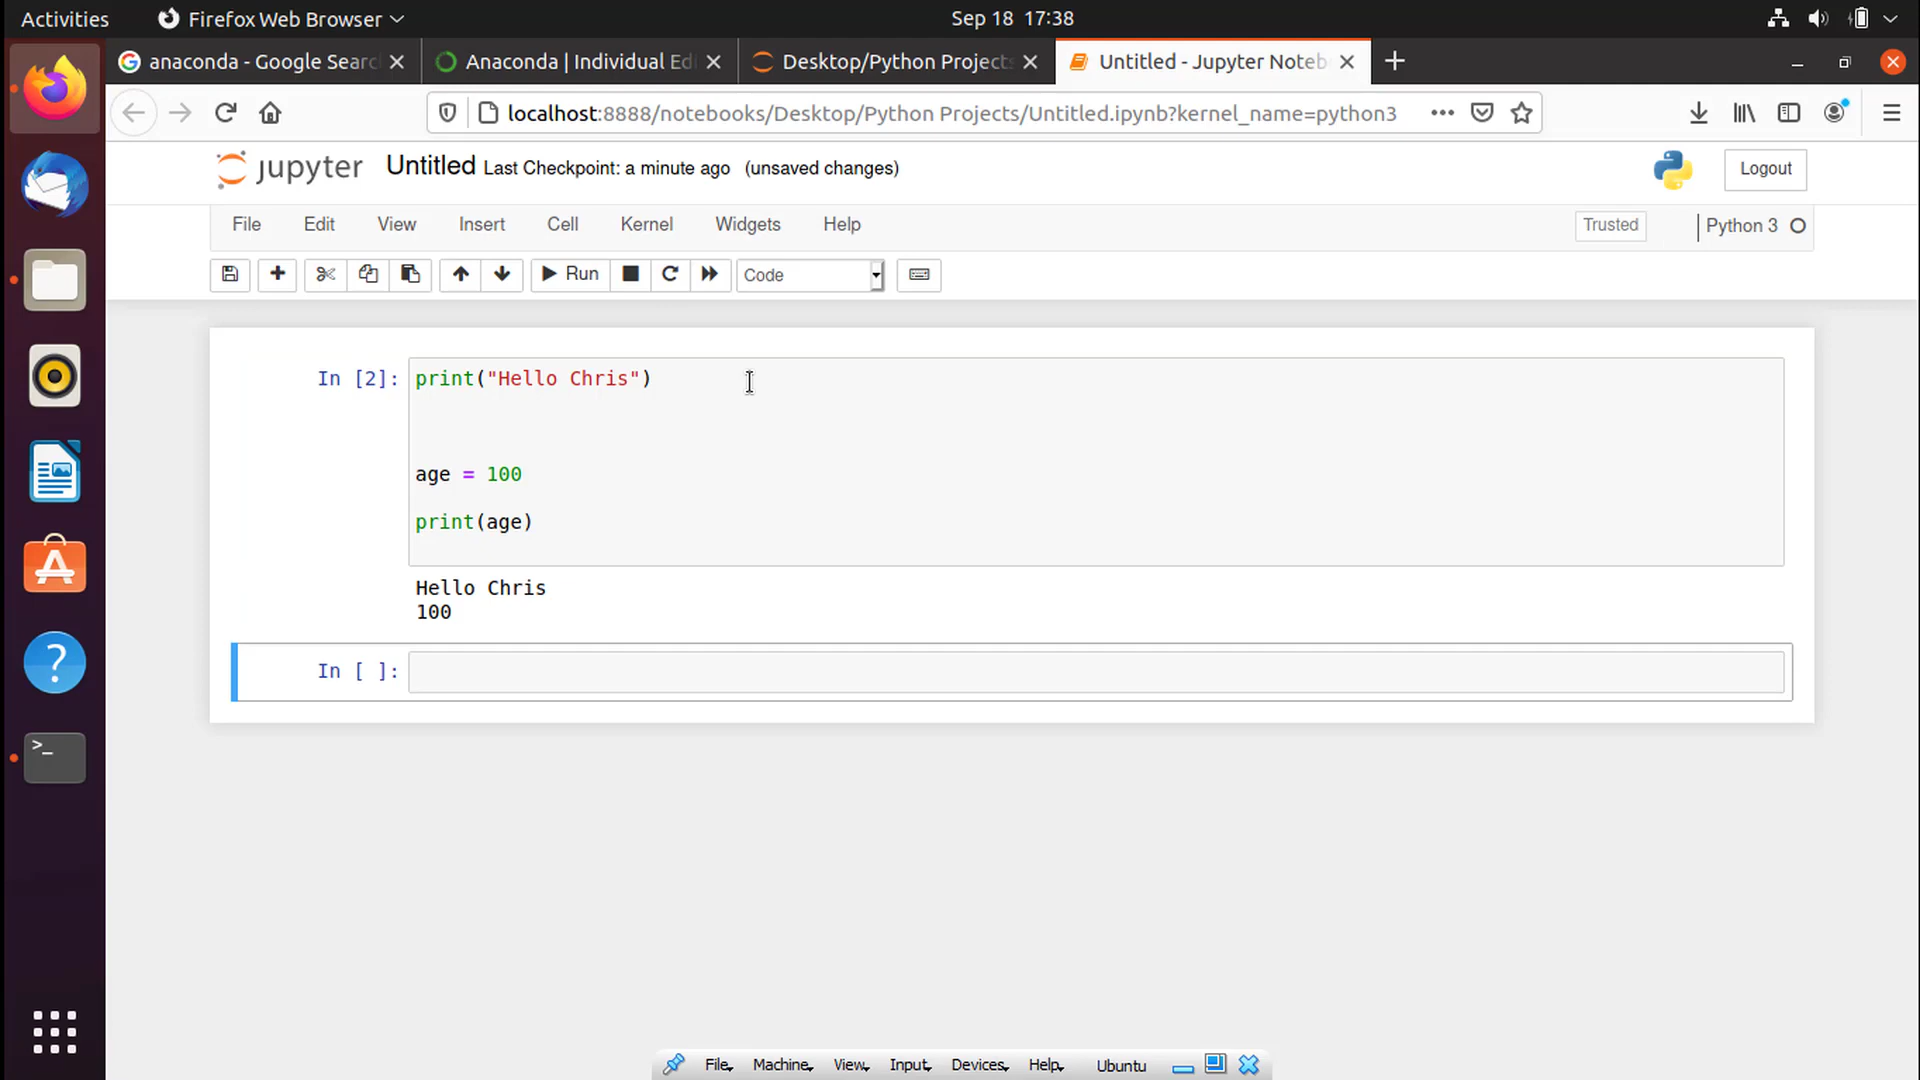 Activities Firefox Web Browser Sep 18 17:38
anaconda - Google Searc Anaconda | Individual Edi Desktop/Python Projects Untitled - Jupyter Noteb
localhost:8888/notebooks/Desktop/Python Projects/Untitled.ipynb?kernel_name=python3
jupyter Untitled Last Checkpoint: a minute ago (unsaved changes) Logout
File Edit View Insert Cell Kernel Widgets Help Trusted Python 3
Run Code
In [2]: print("Hello Chris")
age = 100
print(age)
Hello Chris
100
In [ ]:
File Machine View Input Devices Help Ubuntu